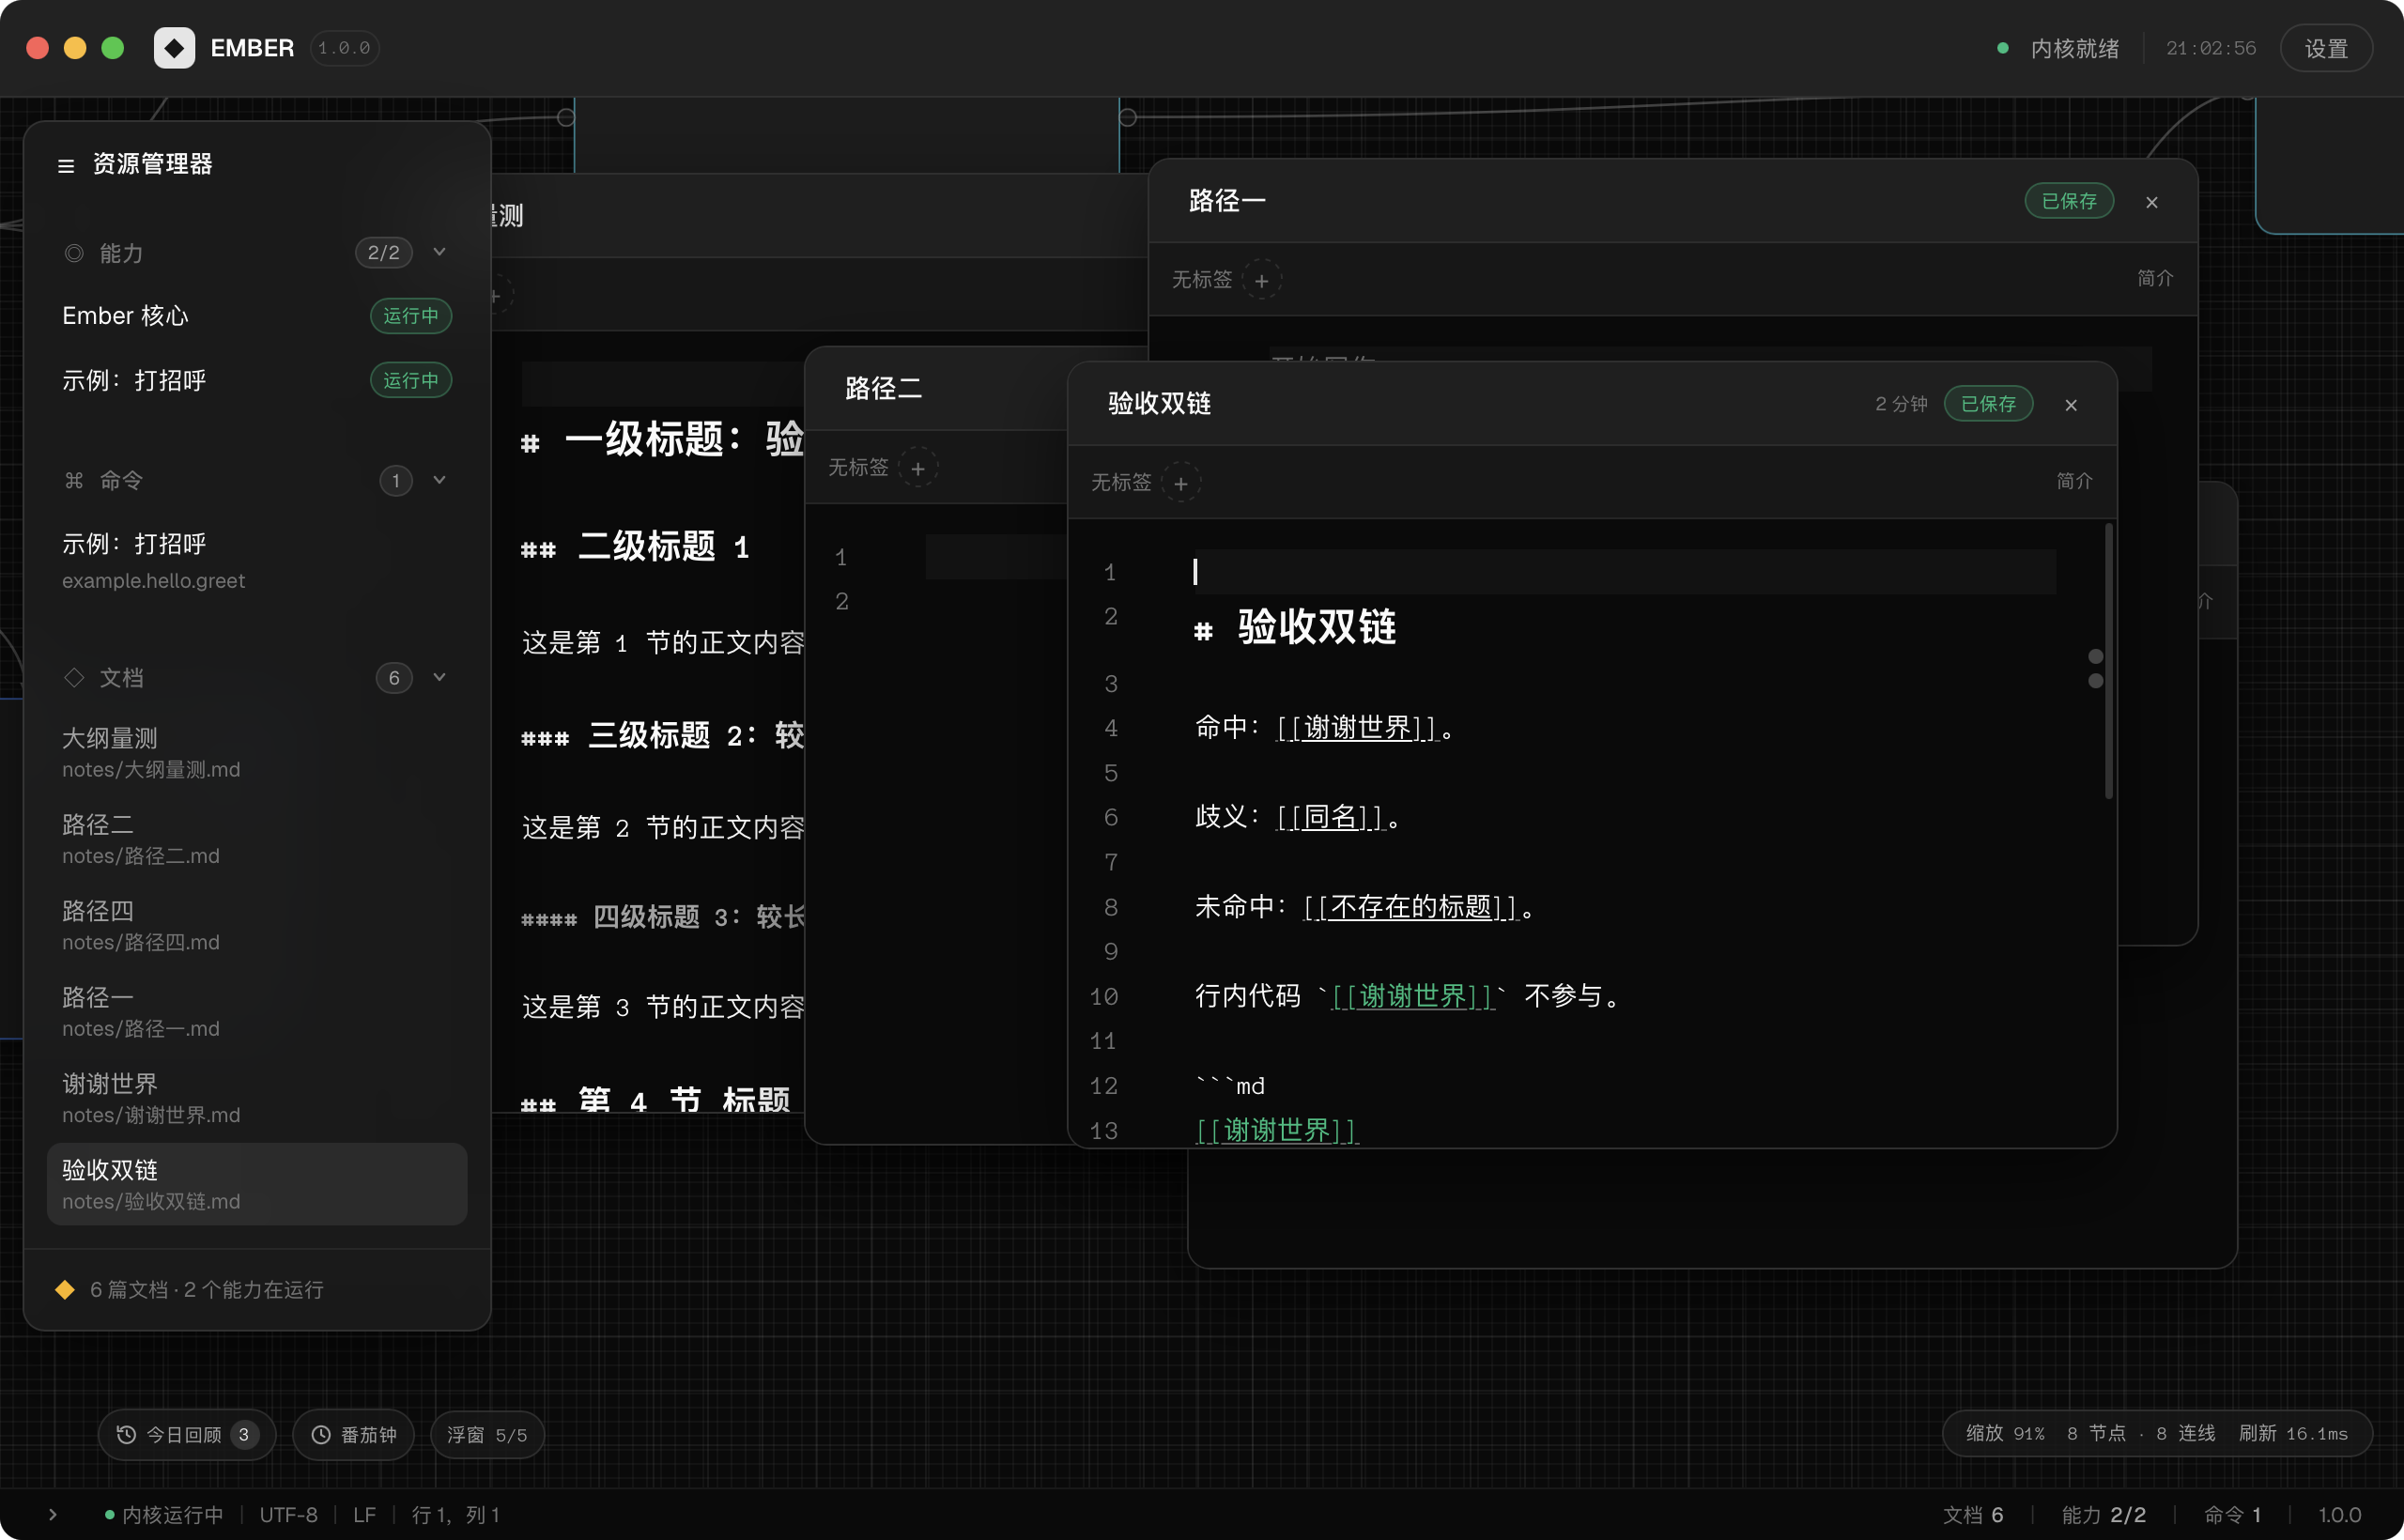 EMBER 1.0.0
内核就绪 21:02:56 设置
资源管理器
能力 2/2
Ember 核心 运行中
示例：打招呼 运行中
命令 1
示例：打招呼
example.hello.greet
文档 6
大纲量测
notes/大纲量测.md
路径二
notes/路径二.md
路径四
notes/路径四.md
路径一
notes/路径一.md
谢谢世界
notes/谢谢世界.md
验收双链
notes/验收双链.md
6 篇文档 · 2 个能力在运行
量测
# 一级标题：验
## 二级标题 1
这是第 1 节的正文内容
### 三级标题 2：较
这是第 2 节的正文内容
#### 四级标题 3：较长
这是第 3 节的正文内容
## 第 4 节 标题
路径二
无标签 +
1
2
路径一 已保存 ×
无标签 + 简介
验收双链 2 分钟 已保存 ×
无标签 + 简介
1
2 # 验收双链
3
4 命中：[[谢谢世界]]。
5
6 歧义：[[同名]]。
7
8 未命中：[[不存在的标题]]。
9
10 行内代码 `[[谢谢世界]]` 不参与。
11
12 ```md
13 [[谢谢世界]]
介
今日回顾 3 番茄钟 浮窗 5/5
缩放 91% 8 节点 · 8 连线 刷新 16.1ms
内核运行中 UTF-8 LF 行 1，列 1
文档 6 能力 2/2 命令 1 1.0.0